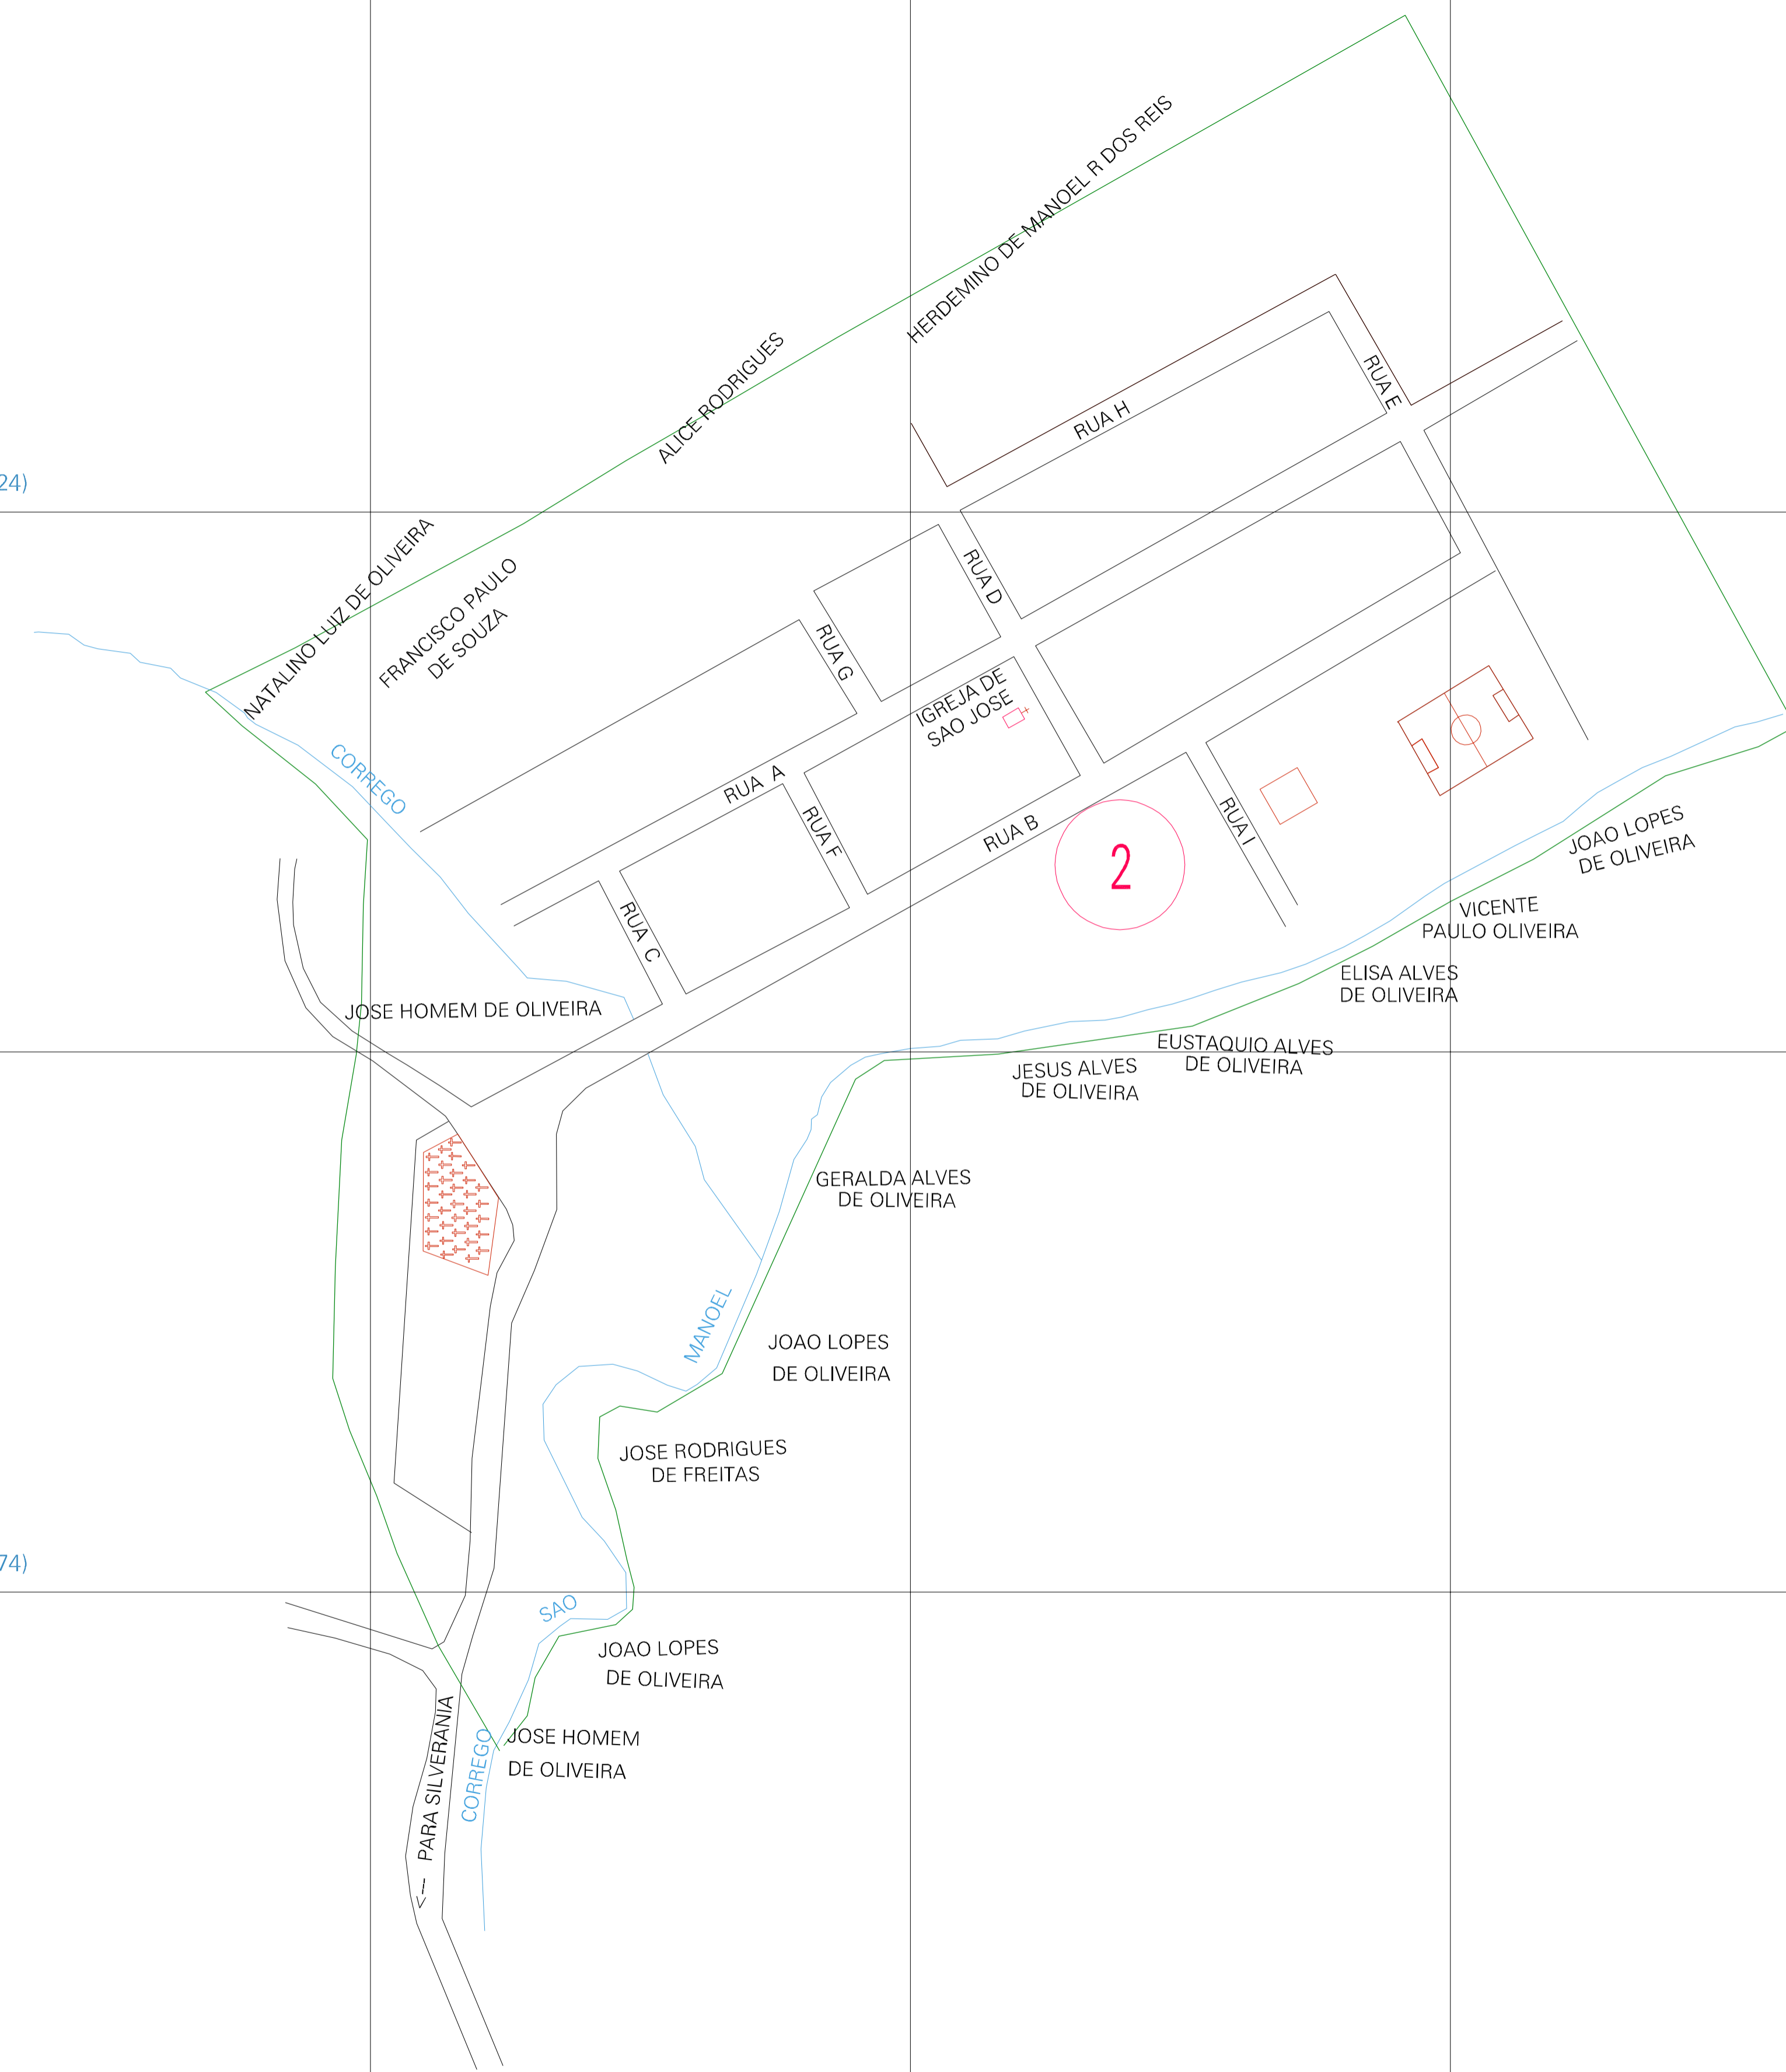 HERDEMINO DE MANOEL R DOS REIS
ALICE RODRIGUES
RUA E
RUA H
24)
NATALINO LUIZ DE OLIVEIRA
FRANCISCO PAULO
DE SOUZA
RUA D
RUA G
IGREJA DE
SAO JOSE
CORREGO
RUA A
RUA F
RUA B
RUA I
2
JOAO LOPES
DE OLIVEIRA
RUA C
VICENTE
PAULO OLIVEIRA
ELISA ALVES
DE OLIVEIRA
JOSE HOMEM DE OLIVEIRA
EUSTAQUIO ALVES
DE OLIVEIRA
JESUS ALVES
DE OLIVEIRA
GERALDA ALVES
DE OLIVEIRA
MANOEL
JOAO LOPES
DE OLIVEIRA
JOSE RODRIGUES
DE FREITAS
74)
SAO
JOAO LOPES
DE OLIVEIRA
JOSE HOMEM
DE OLIVEIRA
CORREGO
<--- PARA SILVERANIA